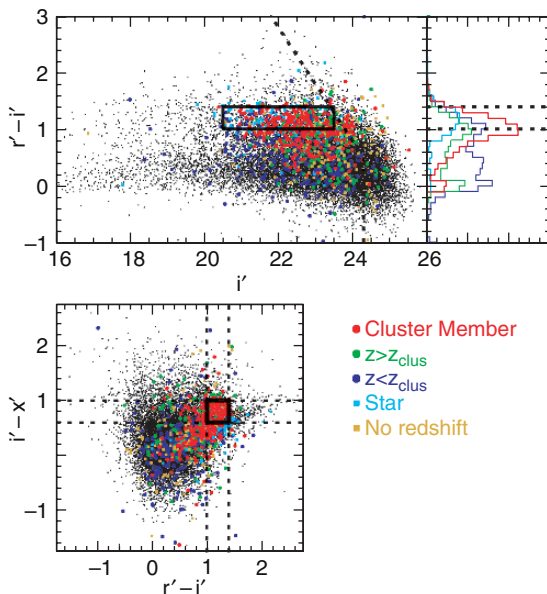 3
2
1
0
−1
r′−i′
16 18 20 22 24 26
i′
2
1
−1
i′ − x′
−1 0 1 2
r′−i′
Cluster Member
z>zclus
z<zclus
Star
No redshift